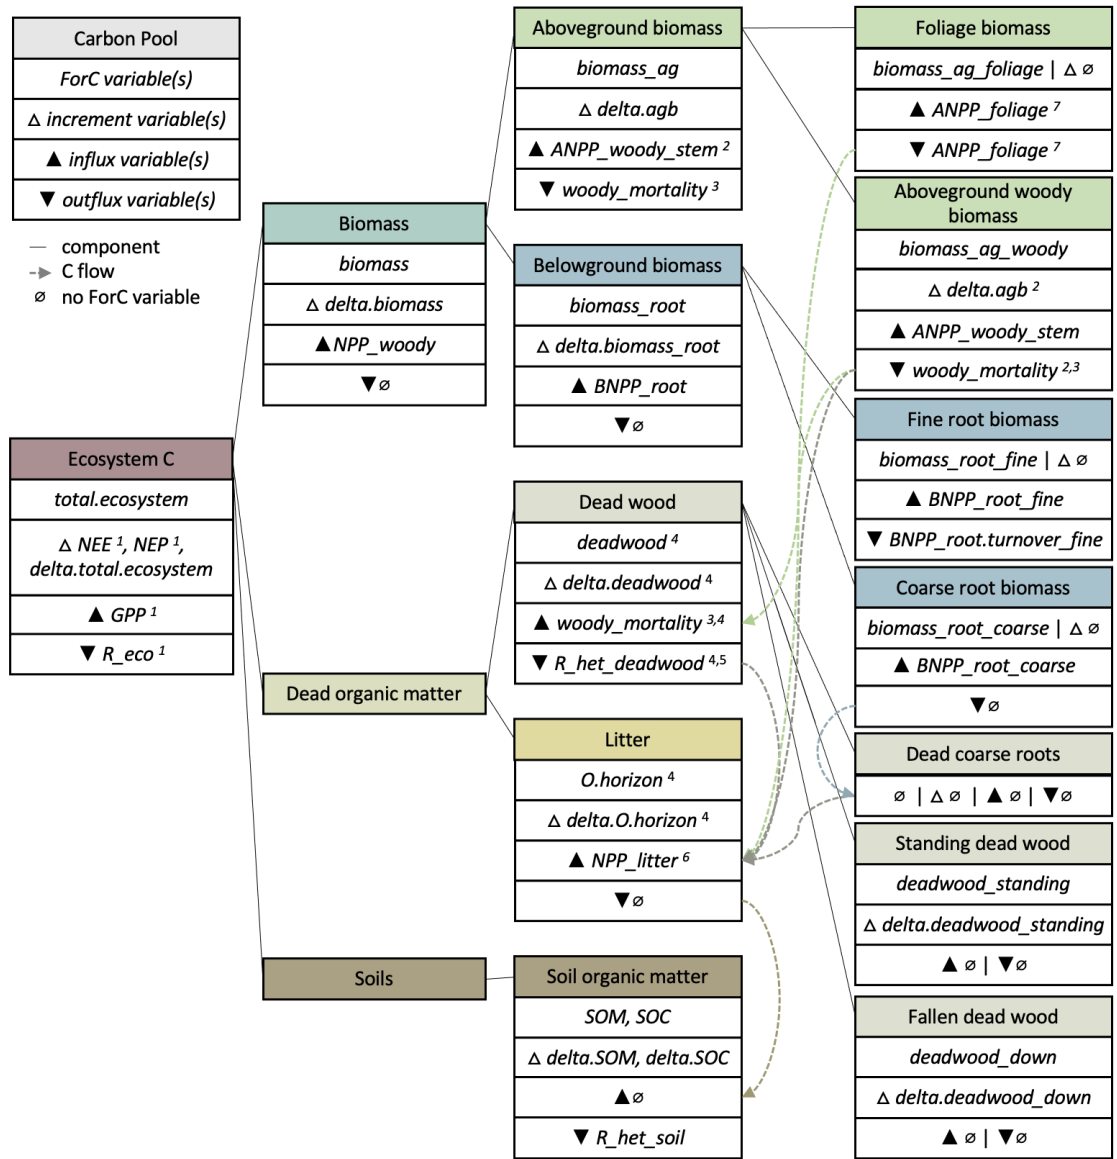 Carbon Pool
ForC variable(s)
△ increment variable(s)
▲ influx variable(s)
▼ outflux variable(s)
component
C flow
∅ no ForC variable
Ecosystem C
total.ecosystem
△ NEE ¹, NEP ¹,
delta.total.ecosystem
▲ GPP ¹
▼ R_eco ¹
Biomass
biomass
△ delta.biomass
▲NPP_woody
▼∅
Dead organic matter
Soils
Aboveground biomass
biomass_ag
△ delta.agb
▲ ANPP_woody_stem ²
▼ woody_mortality ³
Belowground biomass
biomass_root
△ delta.biomass_root
▲ BNPP_root
▼∅
Dead wood
deadwood ⁴
△ delta.deadwood ⁴
▲ woody_mortality ³,⁴
▼ R_het_deadwood ⁴,⁵
Litter
O.horizon ⁴
△ delta.O.horizon ⁴
▲ NPP_litter ⁶
▼∅
Soil organic matter
SOM, SOC
△ delta.SOM, delta.SOC
▲∅
▼ R_het_soil
Foliage biomass
biomass_ag_foliage | △ ∅
▲ ANPP_foliage ⁷
▼ ANPP_foliage ⁷
Aboveground woody
biomass
biomass_ag_woody
△ delta.agb ²
▲ ANPP_woody_stem
▼ woody_mortality ²,³
Fine root biomass
biomass_root_fine | △ ∅
▲ BNPP_root_fine
▼ BNPP_root.turnover_fine
Coarse root biomass
biomass_root_coarse | △ ∅
▲ BNPP_root_coarse
▼∅
Dead coarse roots
∅ | △ ∅ | ▲ ∅ | ▼∅
Standing dead wood
deadwood_standing
△ delta.deadwood_standing
▲ ∅ | ▼∅
Fallen dead wood
deadwood_down
△ delta.deadwood_down
▲ ∅ | ▼∅